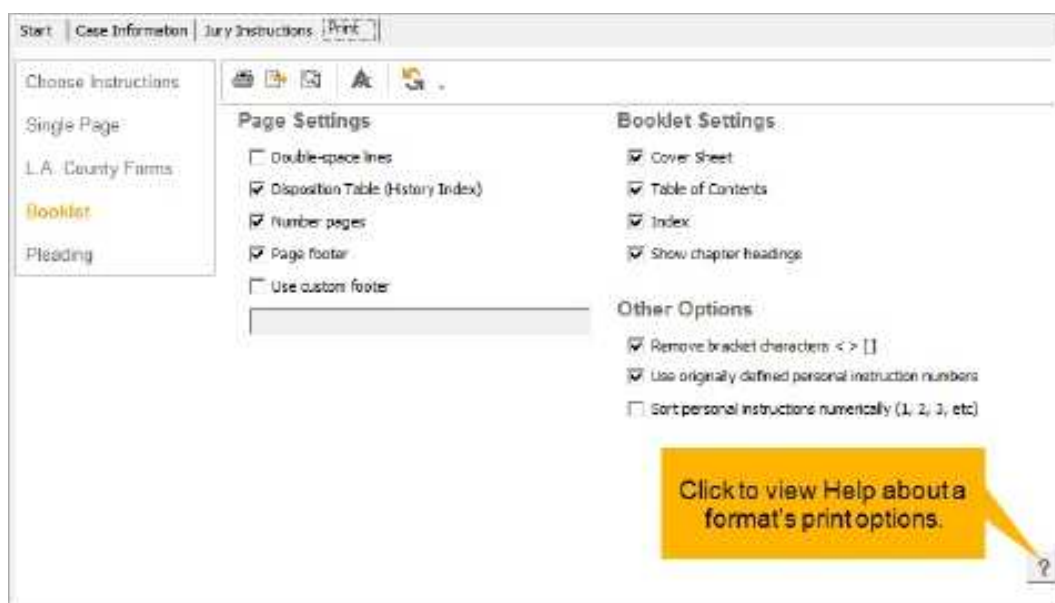 Start
Case Information
Jury Instructions
Print
Choose Instructions
Single Page
L.A. County Forms
Booklet
Pleading
Page Settings
Double-space lines
Disposition Table (History Index)
Number pages
Page footer
Use custom footer
Booklet Settings
Cover Sheet
Table of Contents
Index
Show chapter headings
Other Options
Remove bracket characters < > []
Use originally defined personal instruction numbers
Sort personal instructions numerically (1, 2, 3, etc)
Click to view Help about a
format's print options.
?